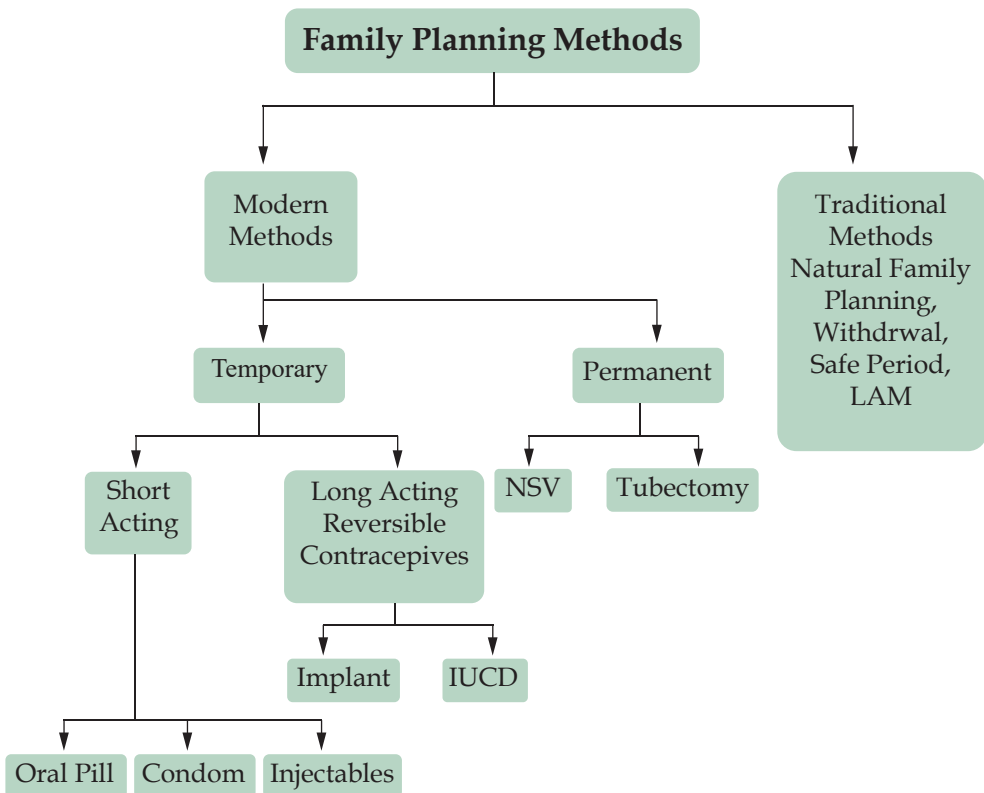 Family Planning Methods
Modern
Methods
Traditional
Methods
Natural Family
Planning,
Withdrwal,
Safe Period,
LAM
Temporary
Permanent
Short
Acting
Long Acting
Reversible
Contracepives
NSV
Tubectomy
Implant
IUCD
Oral Pill
Condom
Injectables